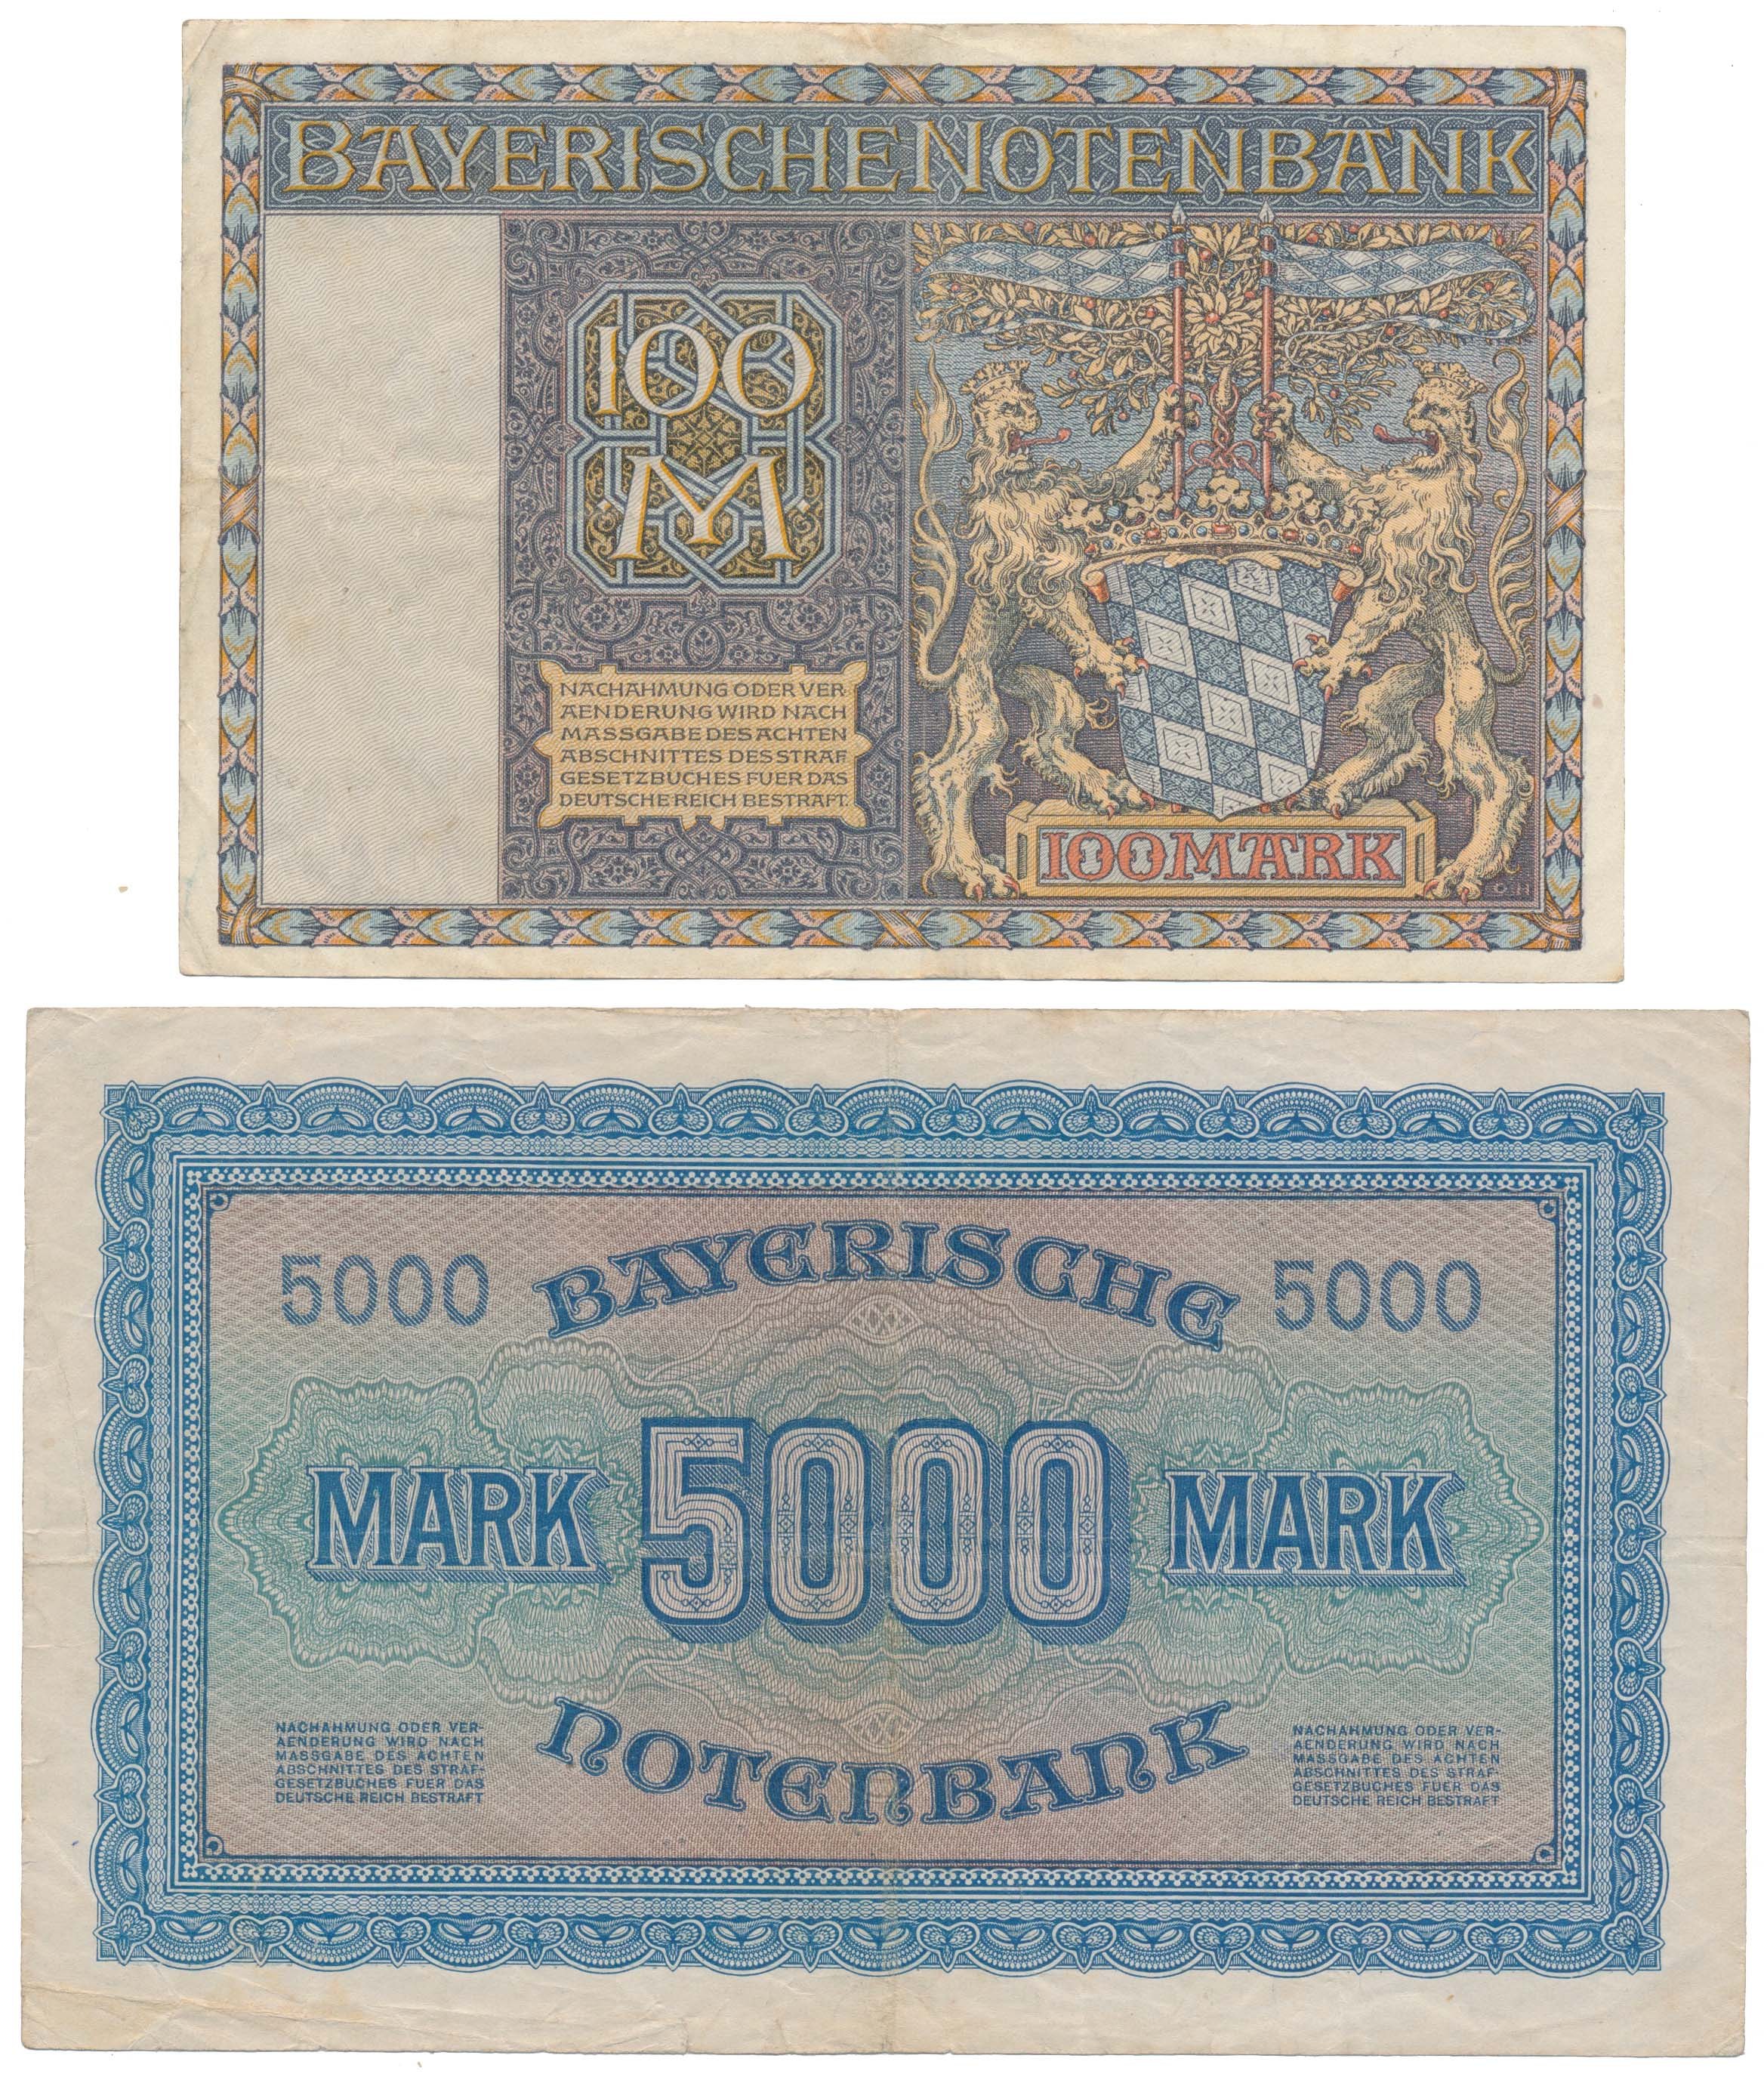 BAYERISCHE NOTENBANK
100
M
NACHAHMUNG ODER VER
AENDERUNG WIRD NACH
MASSGABE DES ACHTEN
ABSCHNITTES DES STRAF
GESETZBUCHES FUER DAS
DEUTSCHE REICH BESTRAFT.
100 MARK
5000 BAYERISCHE 5000
MARK 5000 MARK
NOTENBANK
NACHAHMUNG ODER VER-
AENDERUNG WIRD NACH
MASSGABE DES ACHTEN
ABSCHNITTES DES STRAF-
GESETZBUCHES FUER DAS
DEUTSCHE REICH BESTRAFT
NACHAHMUNG ODER VER-
AENDERUNG WIRD NACH
MASSGABE DES ACHTEN
ABSCHNITTES DES STRAF-
GESETZBUCHES FUER DAS
DEUTSCHE REICH BESTRAFT